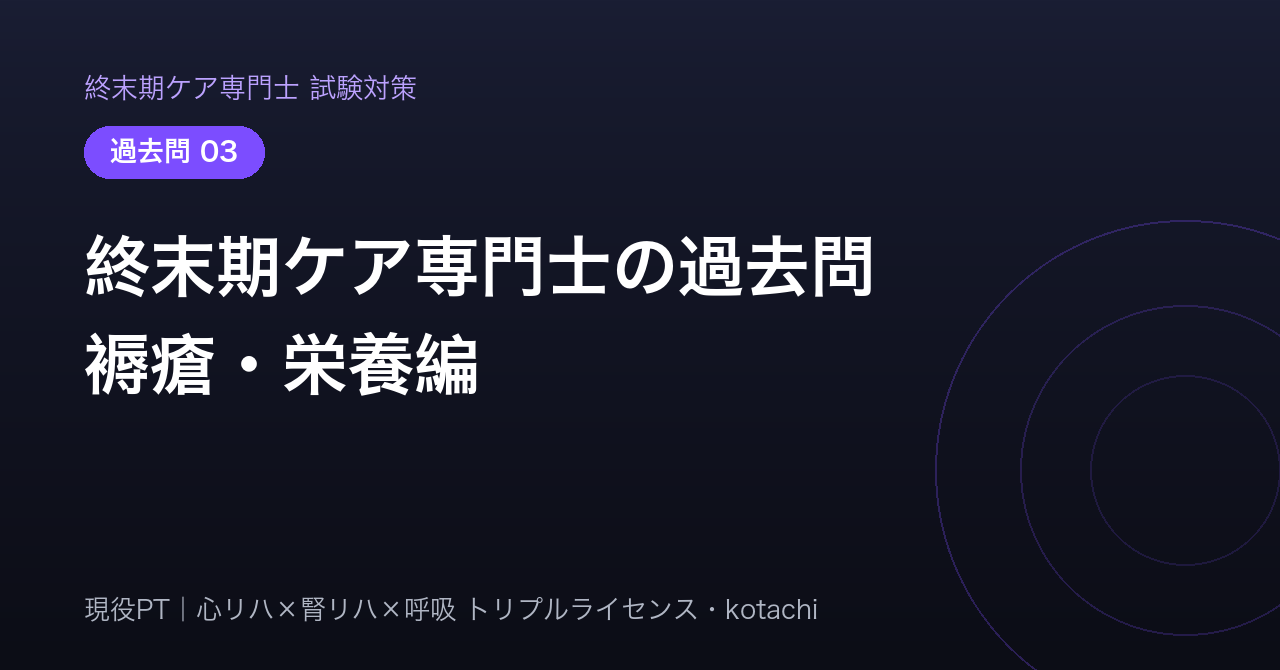 終末期ケア専門士 試験対策
過去問 03
終末期ケア専門士の過去問
褥瘡・栄養編
現役PT｜心リハ×腎リハ×呼吸 トリプルライセンス・kotachi